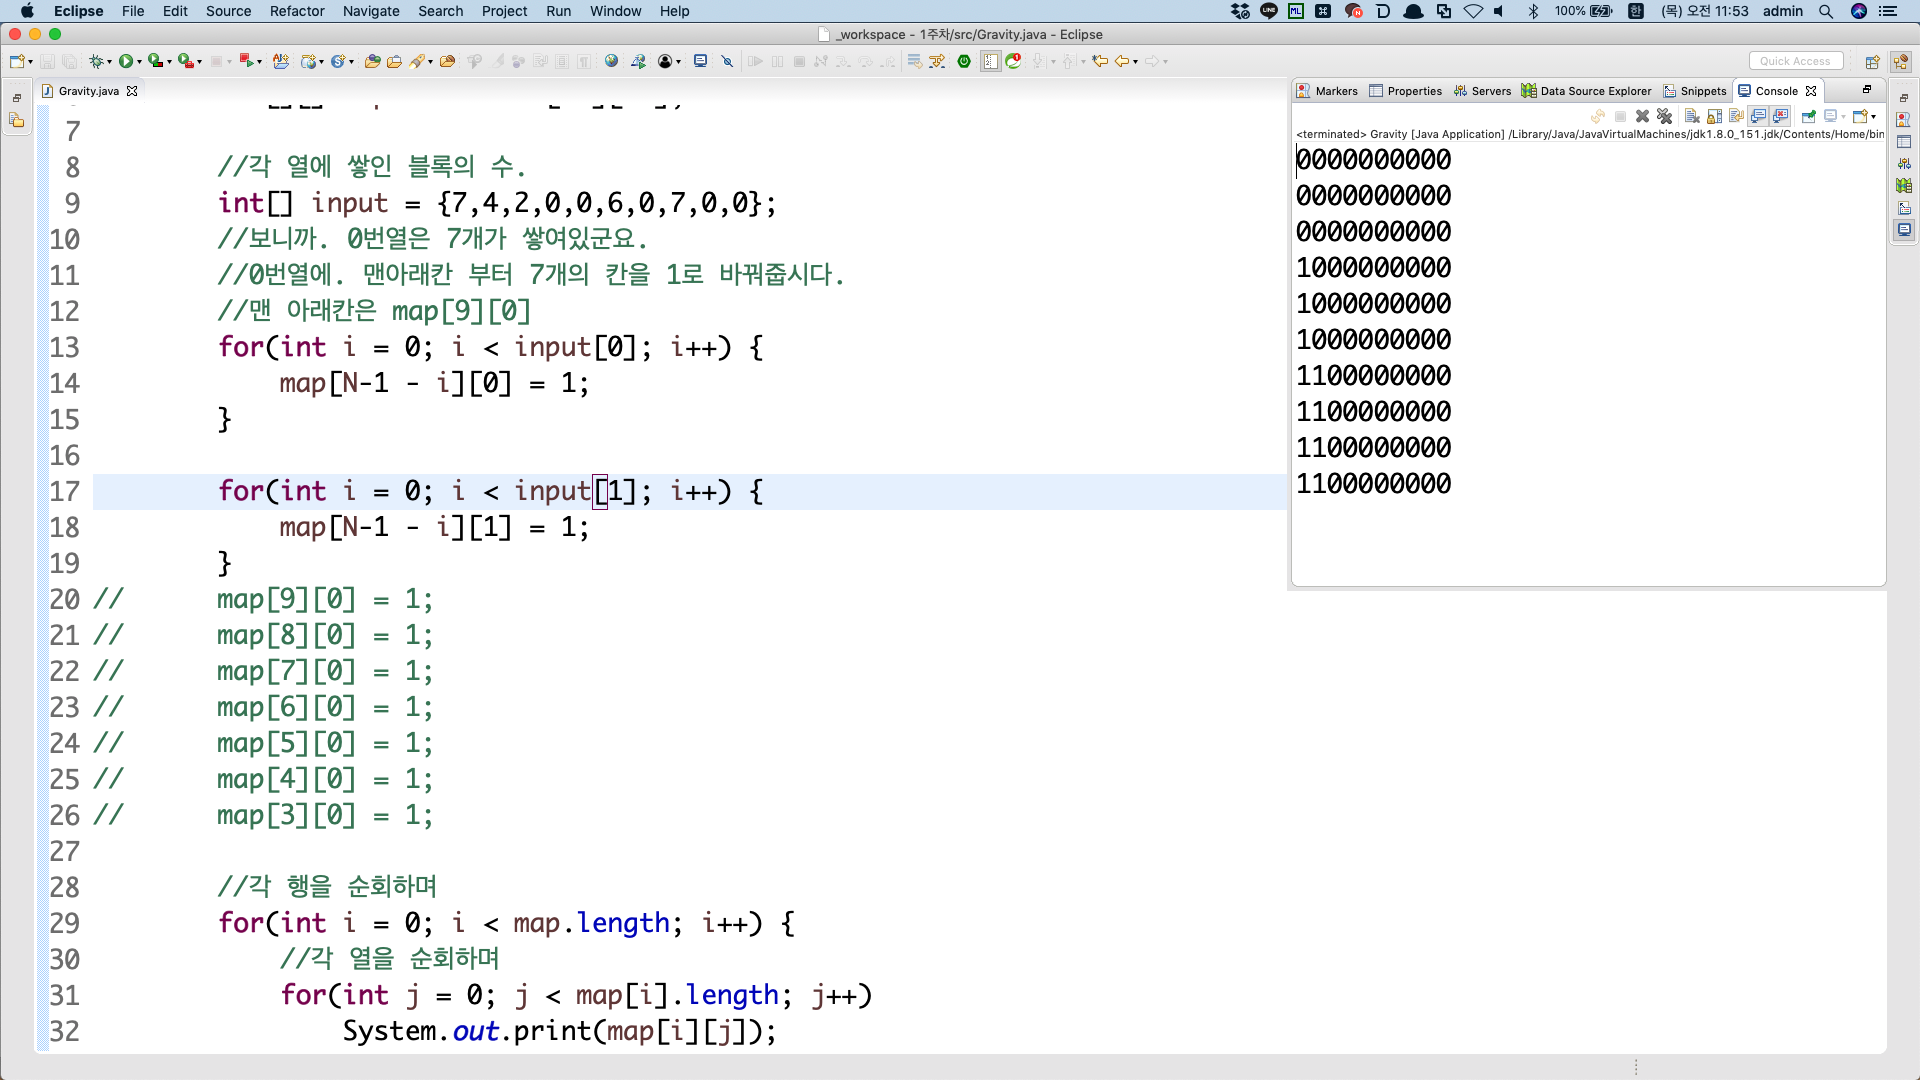 Eclipse File Edit Source Refactor Navigate Search Project Run Window Help 100% 한 (목) 오전 11:53 admin
_workspace - 1주차/src/Gravity.java - Eclipse
Quick Access
Gravity.java
7
8 //각 열에 쌓인 블록의 수.
9 int[] input = {7,4,2,0,0,6,0,7,0,0};
10 //보니까. 0번열은 7개가 쌓여있군요.
11 //0번열에. 맨아래칸 부터 7개의 칸을 1로 바꿔줍시다.
12 //맨 아래칸은 map[9][0]
13 for(int i = 0; i < input[0]; i++) {
14 map[N-1 - i][0] = 1;
15 }
16
17 for(int i = 0; i < input[1]; i++) {
18 map[N-1 - i][1] = 1;
19 }
20 // map[9][0] = 1;
21 // map[8][0] = 1;
22 // map[7][0] = 1;
23 // map[6][0] = 1;
24 // map[5][0] = 1;
25 // map[4][0] = 1;
26 // map[3][0] = 1;
27
28 //각 행을 순회하며
29 for(int i = 0; i < map.length; i++) {
30 //각 열을 순회하며
31 for(int j = 0; j < map[i].length; j++)
32 System.out.print(map[i][j]);
Markers Properties Servers Data Source Explorer Snippets Console
<terminated> Gravity [Java Application] /Library/Java/JavaVirtualMachines/jdk1.8.0_151.jdk/Contents/Home/bin
0000000000
0000000000
0000000000
1000000000
1000000000
1000000000
1100000000
1100000000
1100000000
1100000000